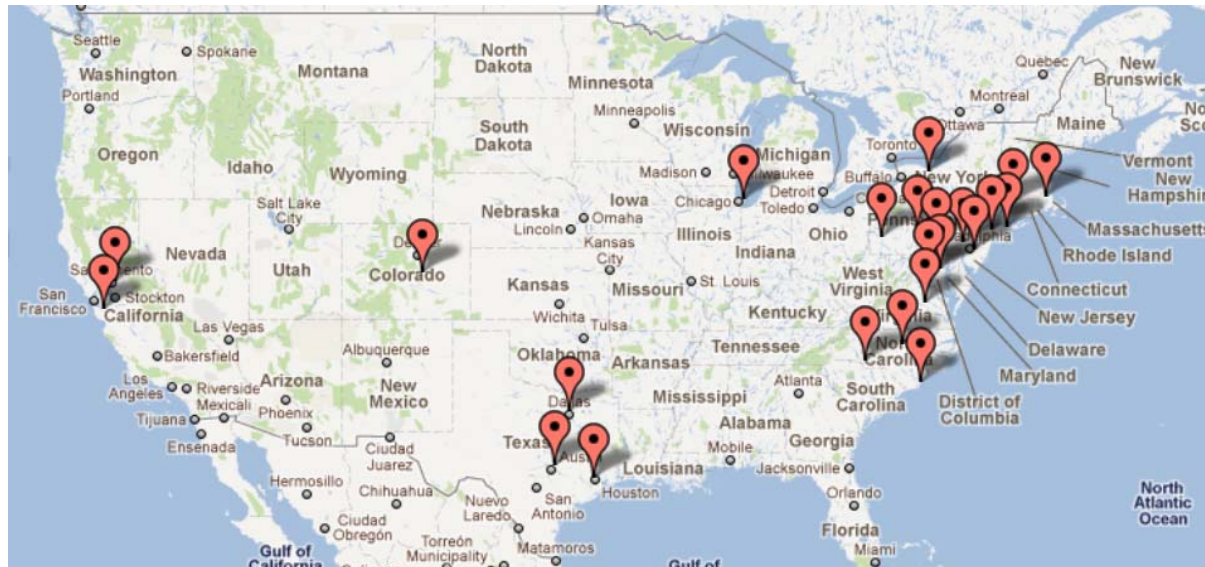 Seattle
Spokane
Washington
Portland
Oregon
Idaho
Montana
Wyoming
North
Dakota
South
Dakota
Minnesota
Minneapolis
Wisconsin
Madison
Michigan
Detroit
Toledo
Chicago
Iowa
Nebraska
Lincoln
Omaha
Illinois
Indiana
Ohio
Quebec
Montreal
Ottawa
Toronto
Buffalo
New York
New
Brunswick
Maine
Vermont
New
Hampshire
Massachusetts
Rhode Island
Connecticut
New Jersey
Delaware
Maryland
District of
Columbia
Salt Lake
City
Nevada
Utah
Colorado
San
Francisco
Stockton
California
Las Vegas
Bakersfield
Los
Angeles
Riverside
Mexicali
Tijuana
Ensenada
Arizona
Phoenix
Tucson
Albuquerque
New
Mexico
Kansas
Kansas
City
Wichita
Missouri
St. Louis
Tulsa
Oklahoma
Arkansas
Kentucky
Tennessee
West
Virginia
South
Carolina
Atlanta
Georgia
Alabama
Mississippi
Louisiana
Mobile
Jacksonville
Orlando
Florida
Miami
Dallas
Texas
Houston
San
Antonio
Ciudad
Juarez
Hermosillo
Chihuahua
Ciudad
Obregón
Nuevo
Laredo
Torreón
Municipality
Matamoros
Gulf of
California
Gulf of
North
Atlantic
Ocean